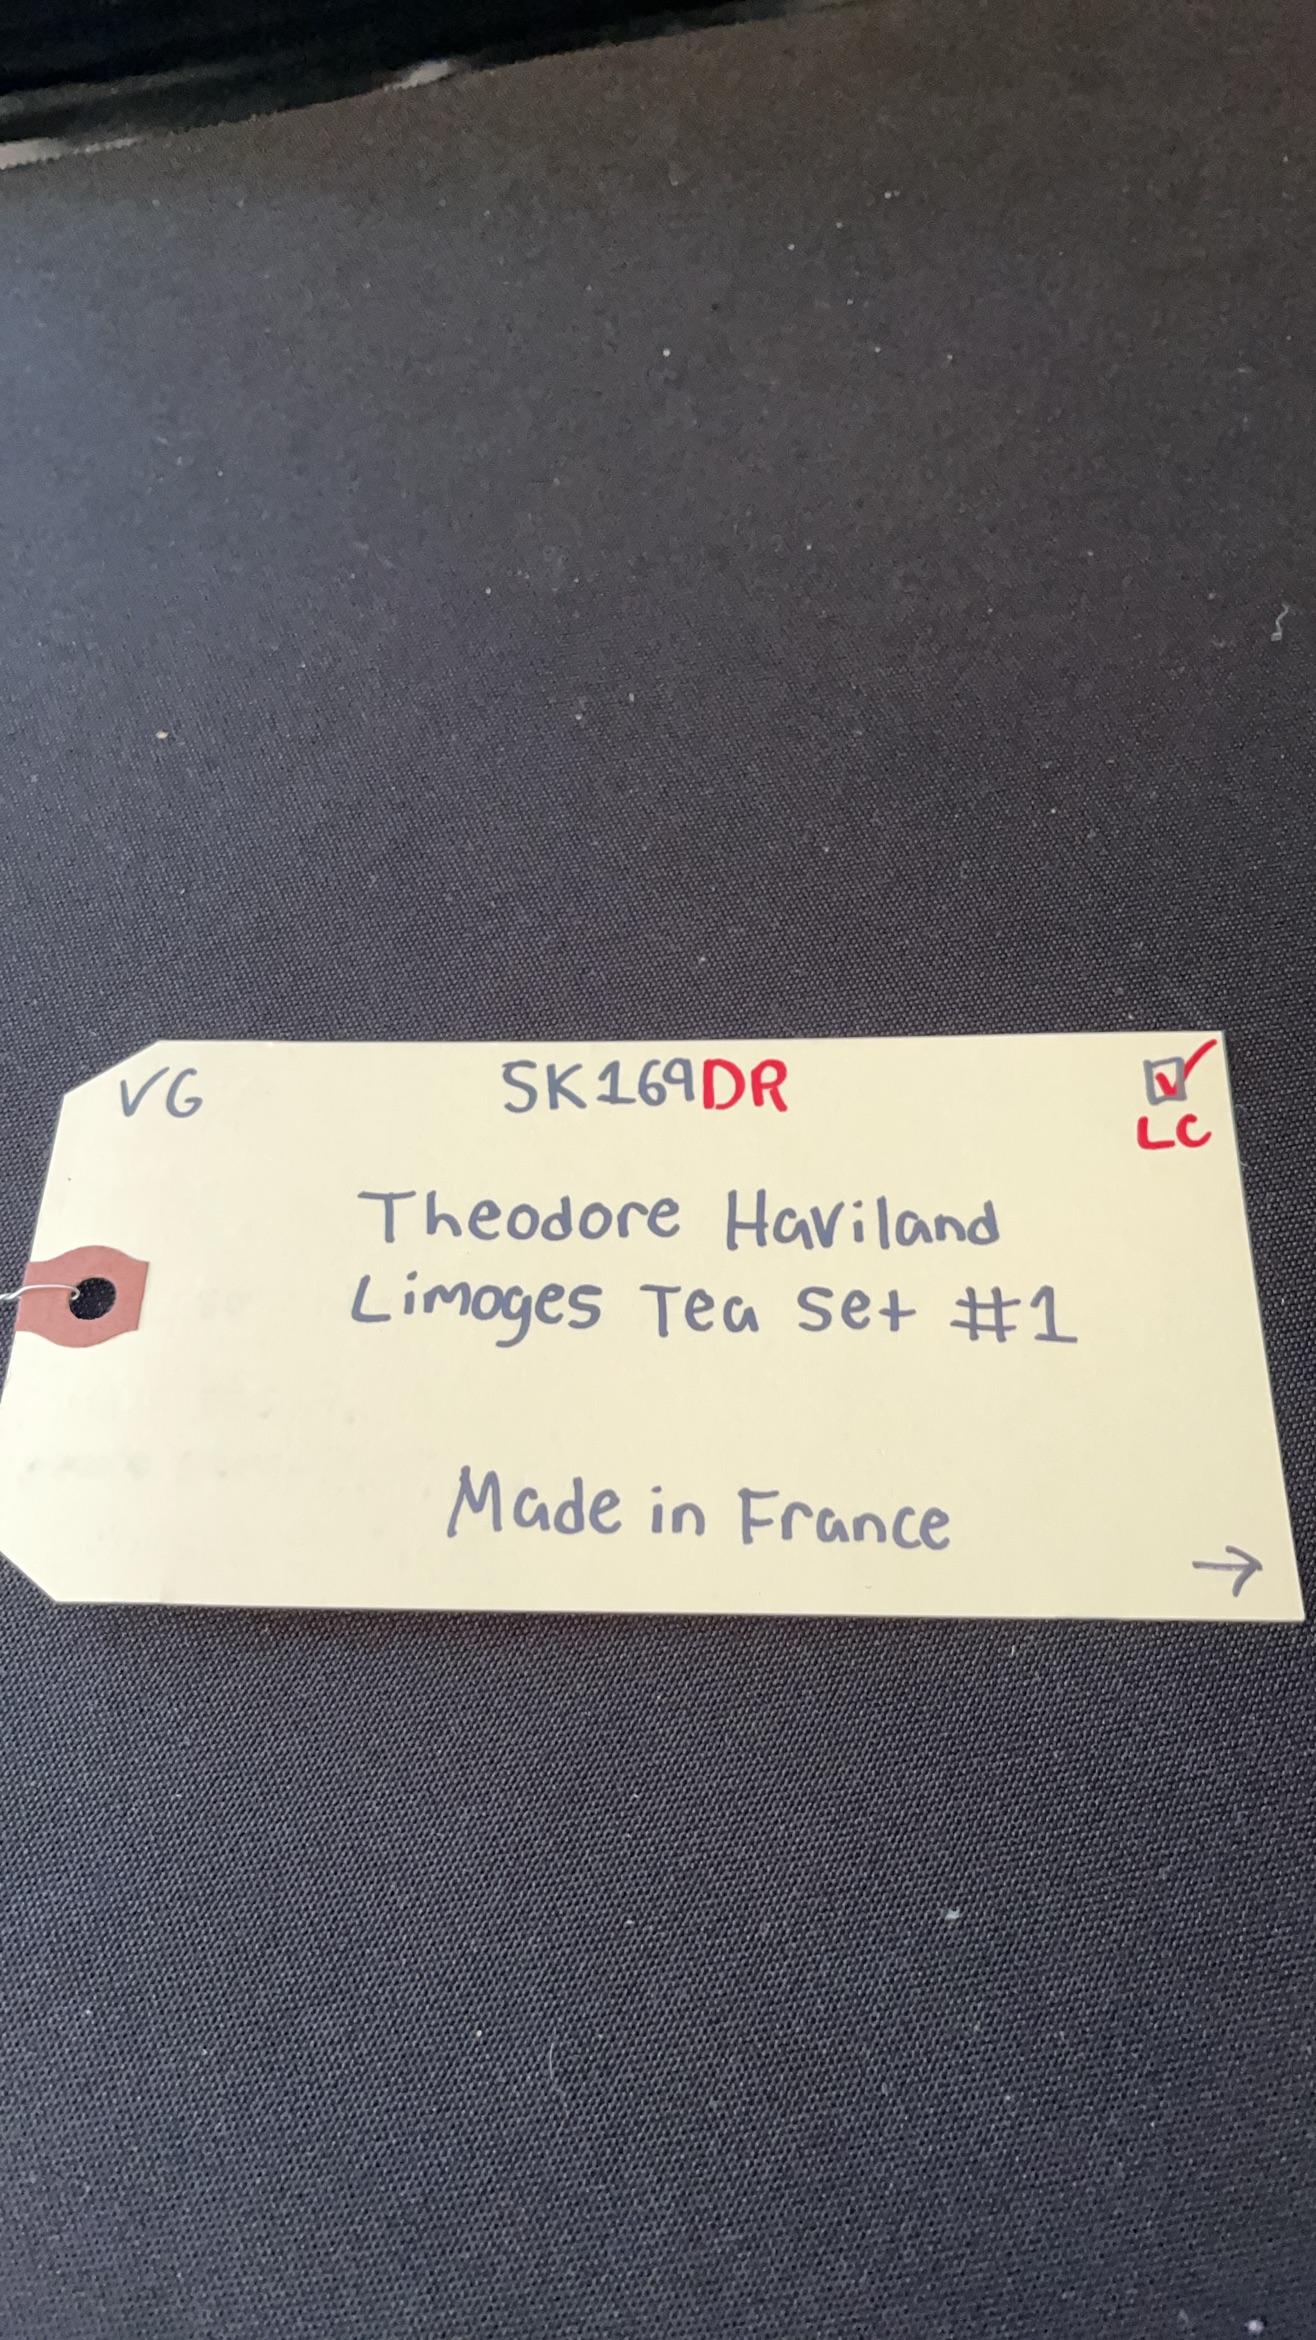 VG SK169DR ☑
LC
Theodore Haviland
Limoges Tea Set #1
Made in France
→